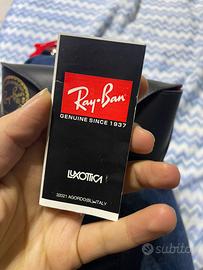 Ray-Ban
GENUINE SINCE 1937
LUXOTTICA
32021 AGORDO(BL)ITALY
subito